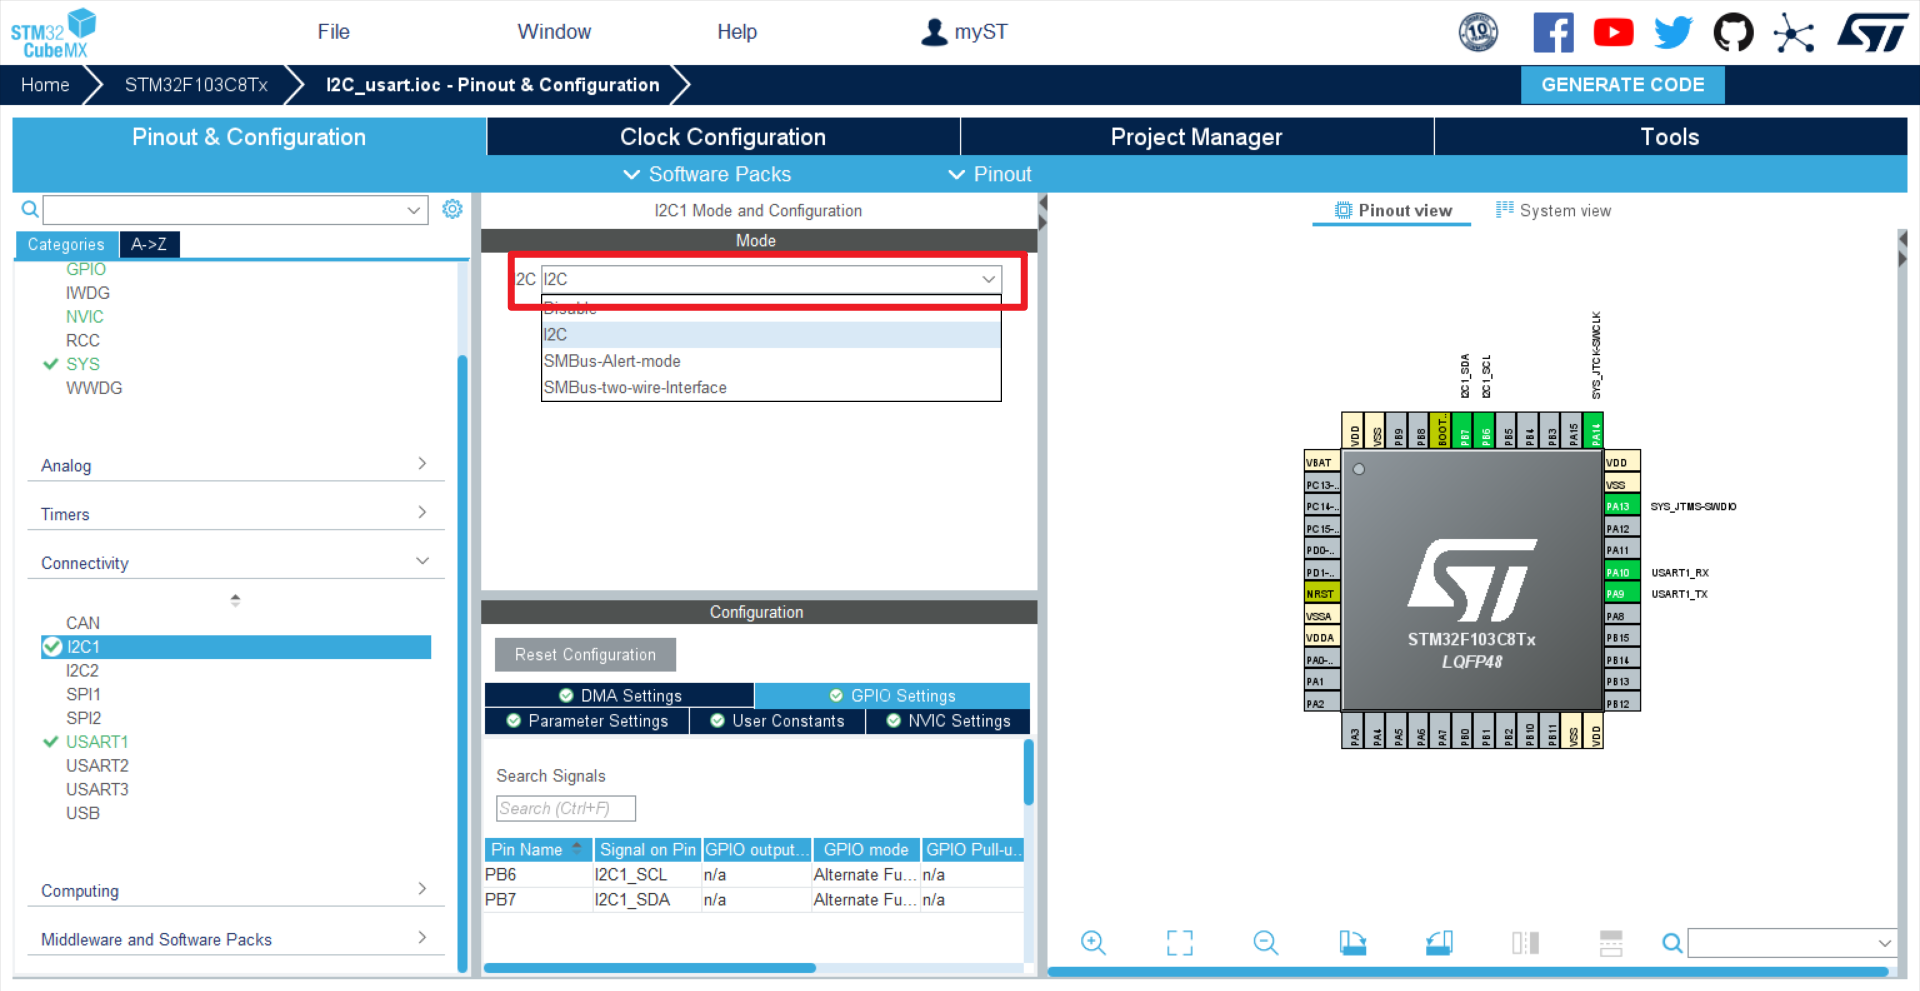 STM32
CubeMX
File
Window
Help
myST
10
Home
STM32F103C8Tx
I2C_usart.ioc - Pinout & Configuration
GENERATE CODE
Pinout & Configuration
Clock Configuration
Project Manager
Tools
Software Packs
Pinout
Categories
A->Z
GPIO
IWDG
NVIC
RCC
SYS
WWDG
Analog
Timers
Connectivity
CAN
I2C1
I2C2
SPI1
SPI2
USART1
USART2
USART3
USB
Computing
Middleware and Software Packs
I2C1 Mode and Configuration
Mode
I2C I2C
Disable
I2C
SMBus-Alert-mode
SMBus-two-wire-Interface
Configuration
Reset Configuration
DMA Settings
GPIO Settings
Parameter Settings
User Constants
NVIC Settings
Search Signals
Search (Ctrl+F)
Pin Name Signal on Pin GPIO output... GPIO mode GPIO Pull-u...
PB6 I2C1_SCL n/a Alternate Fu... n/a
PB7 I2C1_SDA n/a Alternate Fu... n/a
Pinout view
System view
I2C1_SDA
I2C1_SCL
SYS_JTCK-SWCLK
VDD VSS PB9 PB8 BOOT.. PB7 PB6 PB5 PB4 PB3 PA15 PA14
VBAT
PC13-..
PC14-..
PC15-..
PD0-..
PD1-..
NRST
VSSA
VDDA
PA0-..
PA1
PA2
STM32F103C8Tx
LQFP48
VDD
VSS
PA13 SYS_JTMS-SWDIO
PA12
PA11
PA10 USART1_RX
PA9 USART1_TX
PA8
PB15
PB14
PB13
PB12
PA3 PA4 PA5 PA6 PA7 PB0 PB1 PB2 PB10 PB11 VSS VDD